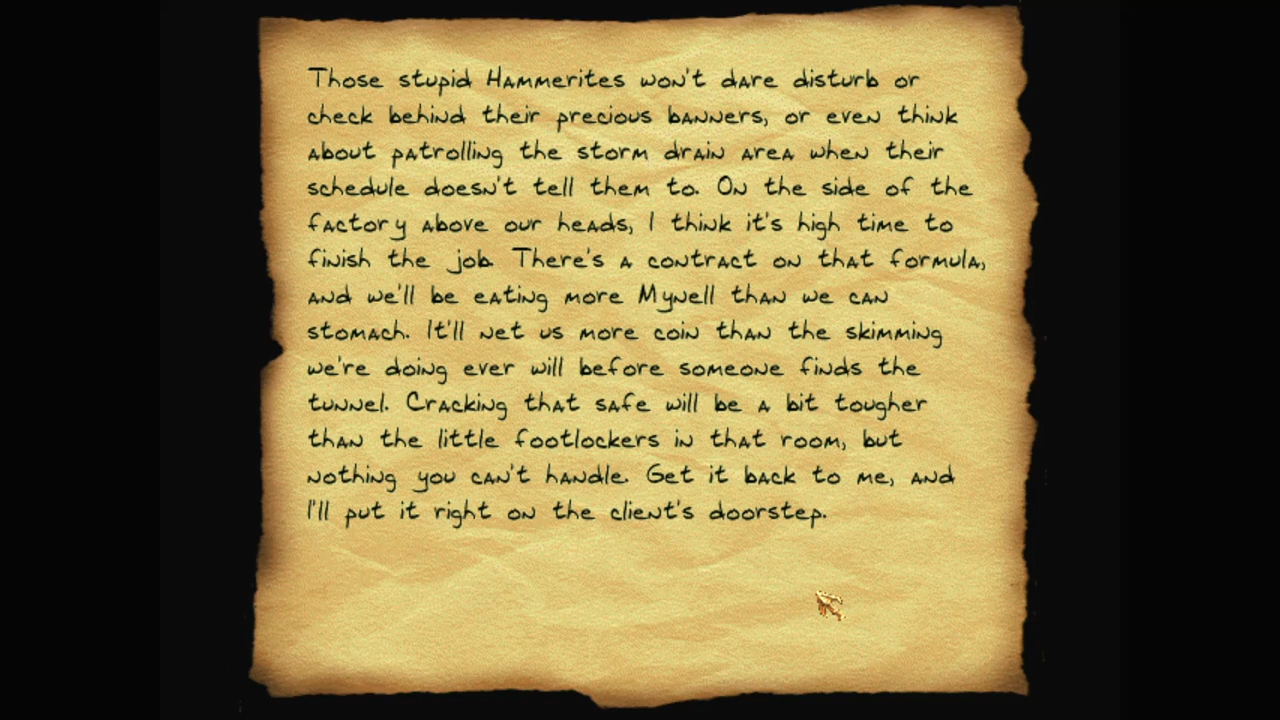 Those stupid Hammerites won't dare disturb or
check behind their precious banners, or even think
about patrolling the storm drain area when their
schedule doesn't tell them to. On the side of the
factory above our heads, I think it's high time to
finish the job. There's a contract on that formula,
and we'll be eating more Mynell than we can
stomach. It'll net us more coin than the skimming
we're doing ever will before someone finds the
tunnel. Cracking that safe will be a bit tougher
than the little footlockers in that room, but
nothing you can't handle. Get it back to me, and
I'll put it right on the client's doorstep.